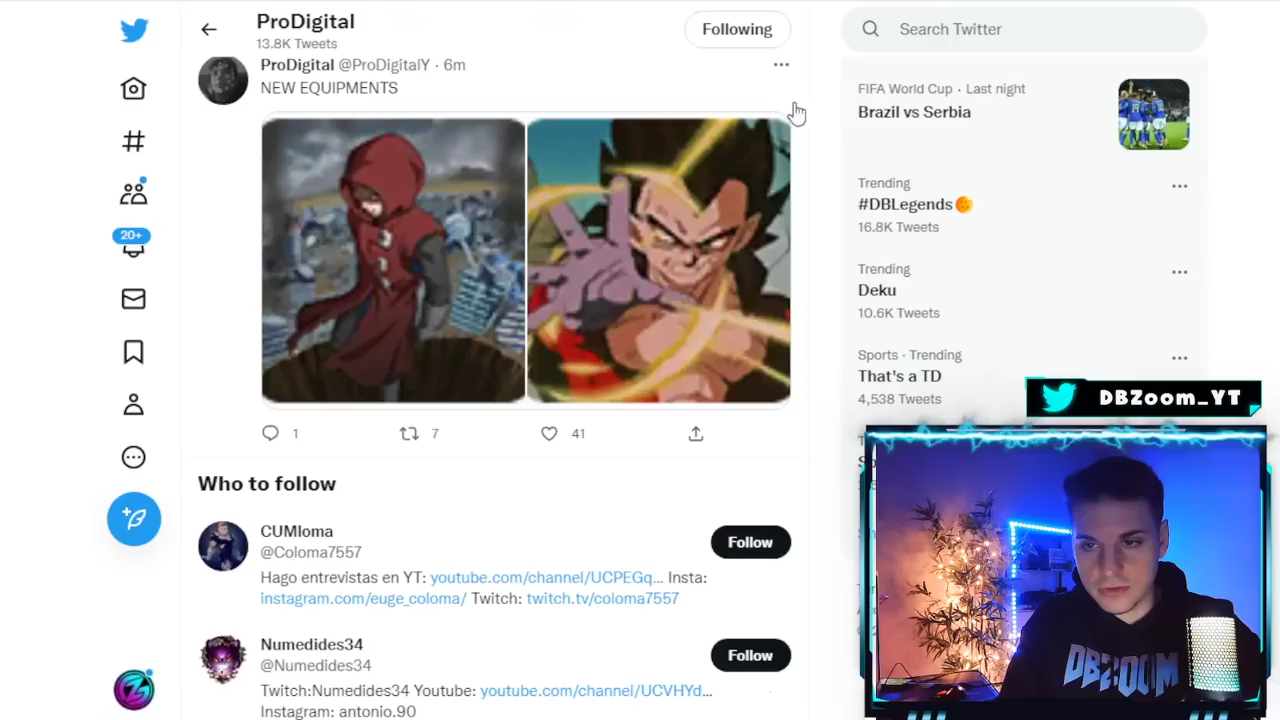 ProDigital
13.8K Tweets
Following
Search Twitter
ProDigital @ProDigitalY · 6m
NEW EQUIPMENTS
1
7
41
Who to follow
CUMloma
@Coloma7557
Follow
Hago entrevistas en YT: youtube.com/channel/UCPEGq... Insta:
instagram.com/euge_coloma/ Twitch: twitch.tv/coloma7557
Numedides34
@Numedides34
Follow
Twitch:Numedides34 Youtube: youtube.com/channel/UCVHYd...
Instagram: antonio.90
20+
FIFA World Cup · Last night
Brazil vs Serbia
Trending
#DBLegends
16.8K Tweets
Trending
Deku
10.6K Tweets
Sports · Trending
That's a TD
4,538 Tweets
DBZoom_YT
DBZOOM